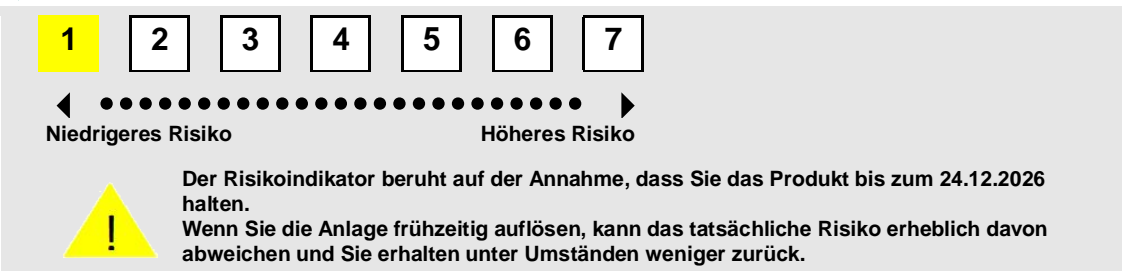 1 2 3 4 5 6 7
Niedrigeres Risiko Höheres Risiko
Der Risikoindikator beruht auf der Annahme, dass Sie das Produkt bis zum 24.12.2026
halten.
Wenn Sie die Anlage frühzeitig auflösen, kann das tatsächliche Risiko erheblich davon
abweichen und Sie erhalten unter Umständen weniger zurück.
!